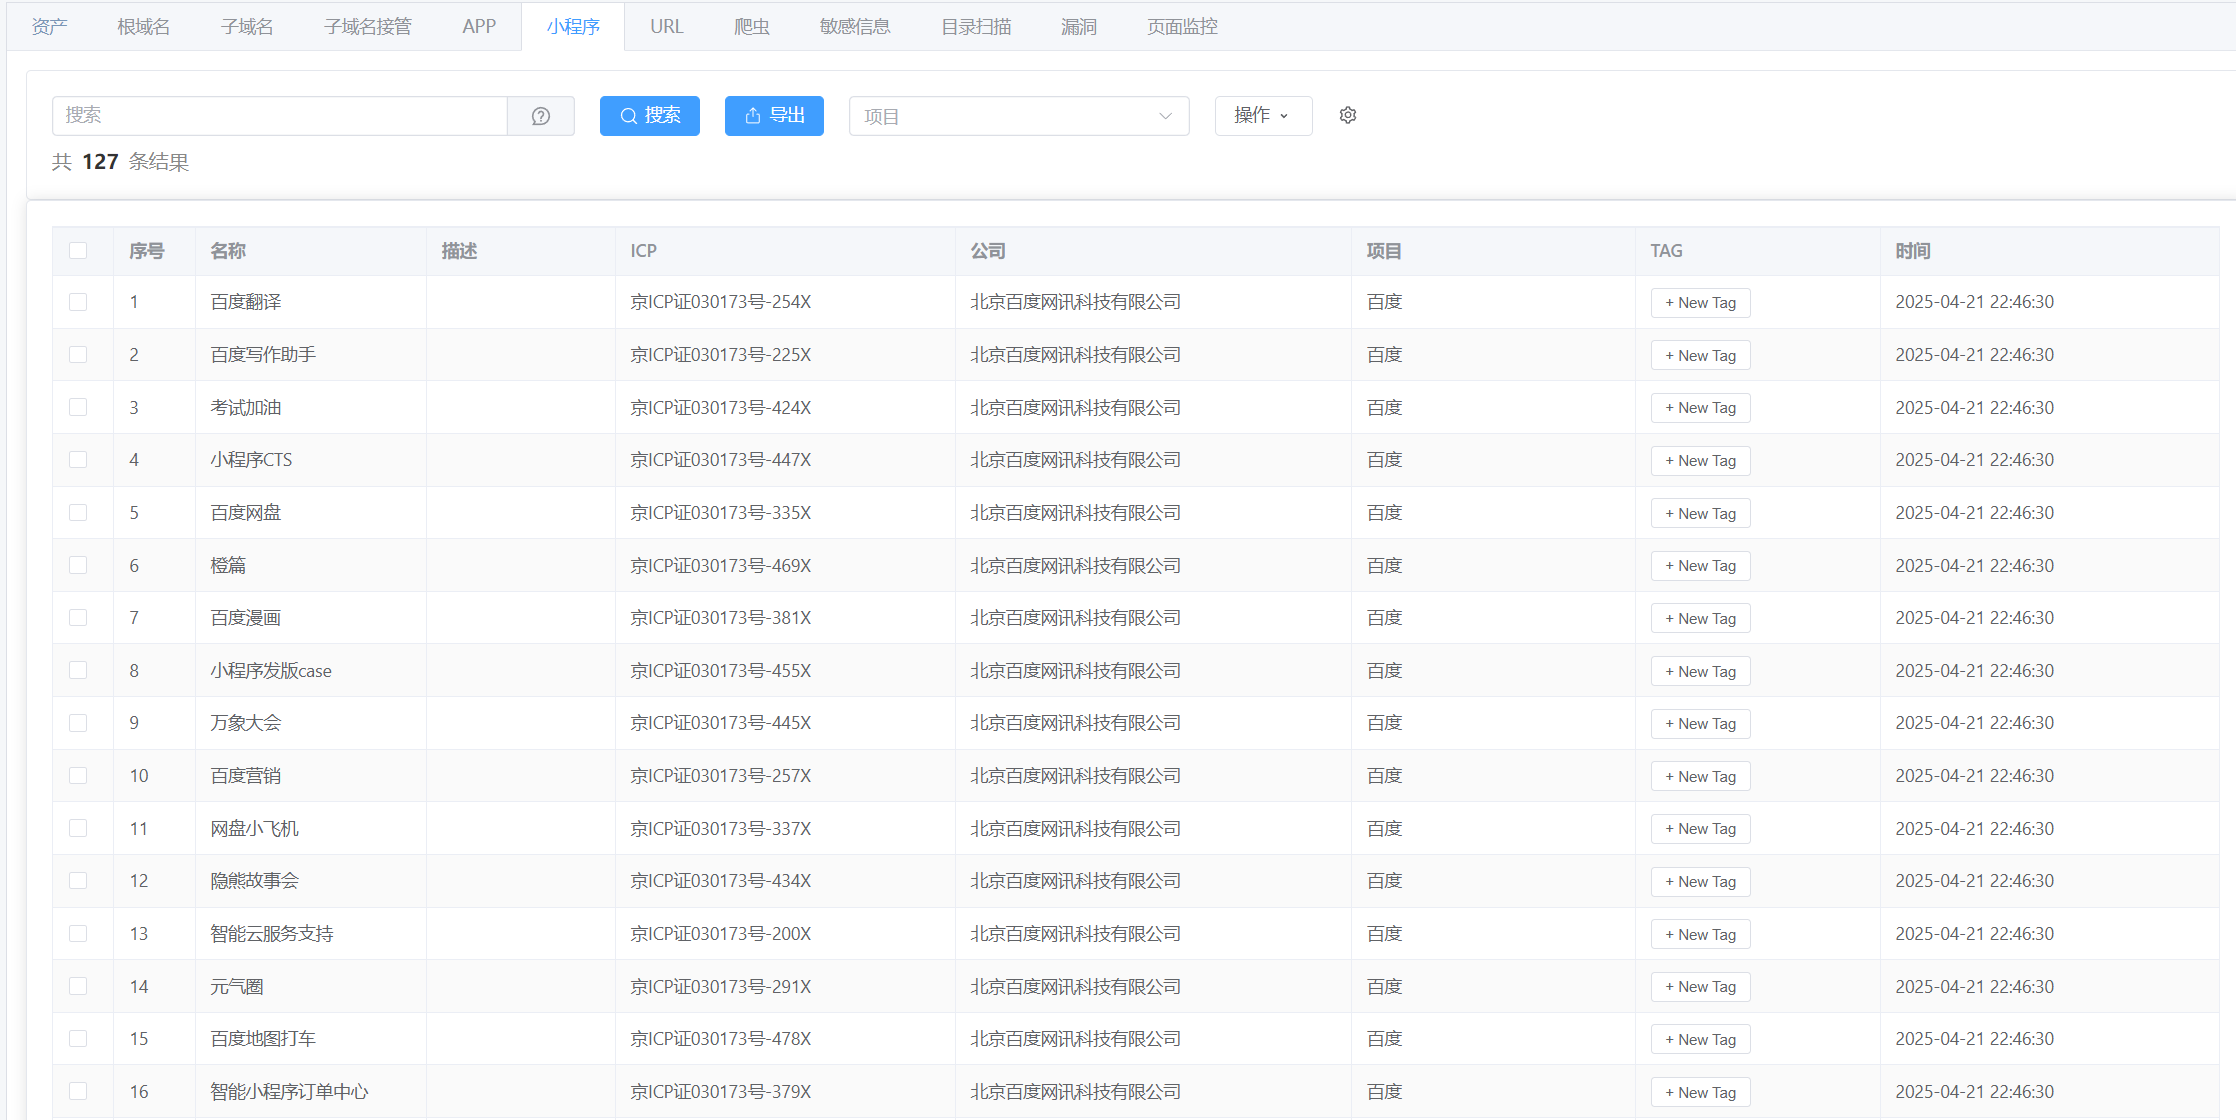 资产 根域名 子域名 子域名接管 APP 小程序 URL 爬虫 敏感信息 目录扫描 漏洞 页面监控
搜索 搜索 导出 项目 操作
共 127 条结果
序号 名称 描述 ICP 公司 项目 TAG 时间
1 百度翻译 京ICP证030173号-254X 北京百度网讯科技有限公司 百度 + New Tag 2025-04-21 22:46:30
2 百度写作助手 京ICP证030173号-225X 北京百度网讯科技有限公司 百度 + New Tag 2025-04-21 22:46:30
3 考试加油 京ICP证030173号-424X 北京百度网讯科技有限公司 百度 + New Tag 2025-04-21 22:46:30
4 小程序CTS 京ICP证030173号-447X 北京百度网讯科技有限公司 百度 + New Tag 2025-04-21 22:46:30
5 百度网盘 京ICP证030173号-335X 北京百度网讯科技有限公司 百度 + New Tag 2025-04-21 22:46:30
6 橙篇 京ICP证030173号-469X 北京百度网讯科技有限公司 百度 + New Tag 2025-04-21 22:46:30
7 百度漫画 京ICP证030173号-381X 北京百度网讯科技有限公司 百度 + New Tag 2025-04-21 22:46:30
8 小程序发版case 京ICP证030173号-455X 北京百度网讯科技有限公司 百度 + New Tag 2025-04-21 22:46:30
9 万象大会 京ICP证030173号-445X 北京百度网讯科技有限公司 百度 + New Tag 2025-04-21 22:46:30
10 百度营销 京ICP证030173号-257X 北京百度网讯科技有限公司 百度 + New Tag 2025-04-21 22:46:30
11 网盘小飞机 京ICP证030173号-337X 北京百度网讯科技有限公司 百度 + New Tag 2025-04-21 22:46:30
12 隐熊故事会 京ICP证030173号-434X 北京百度网讯科技有限公司 百度 + New Tag 2025-04-21 22:46:30
13 智能云服务支持 京ICP证030173号-200X 北京百度网讯科技有限公司 百度 + New Tag 2025-04-21 22:46:30
14 元气圈 京ICP证030173号-291X 北京百度网讯科技有限公司 百度 + New Tag 2025-04-21 22:46:30
15 百度地图打车 京ICP证030173号-478X 北京百度网讯科技有限公司 百度 + New Tag 2025-04-21 22:46:30
16 智能小程序订单中心 京ICP证030173号-379X 北京百度网讯科技有限公司 百度 + New Tag 2025-04-21 22:46:30